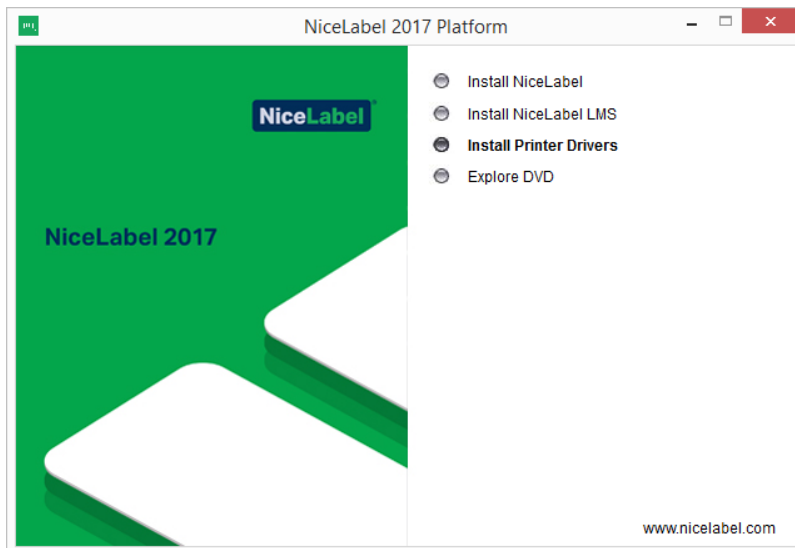 NiceLabel 2017 Platform
NiceLabel
NiceLabel 2017
Install NiceLabel
Install NiceLabel LMS
Install Printer Drivers
Explore DVD
www.nicelabel.com